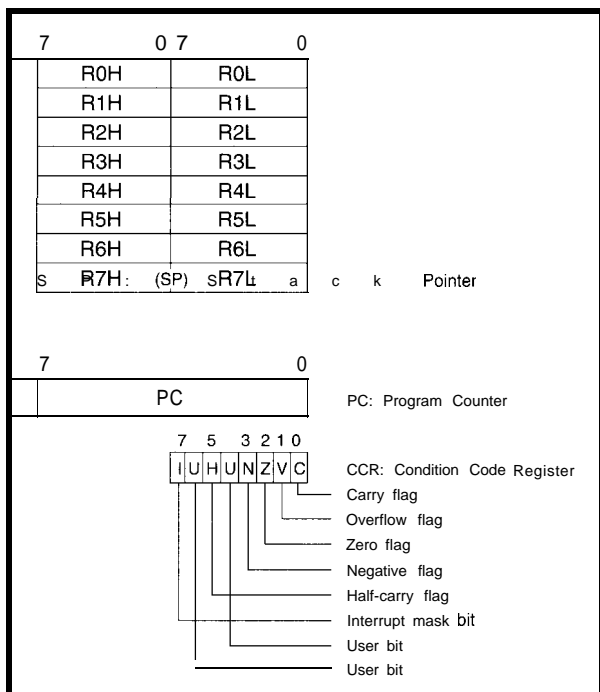 7 0 7 0
R0H R0L
R1H R1L
R2H R2L
R3H R3L
R4H R4L
R5H R5L
R6H R6L
R7H (SP) R7L SP: Stack Pointer
7 0
PC PC: Program Counter
7 5 3 2 1 0
I U H U N Z V C CCR: Condition Code Register
Carry flag
Overflow flag
Zero flag
Negative flag
Half-carry flag
Interrupt mask bit
User bit
User bit